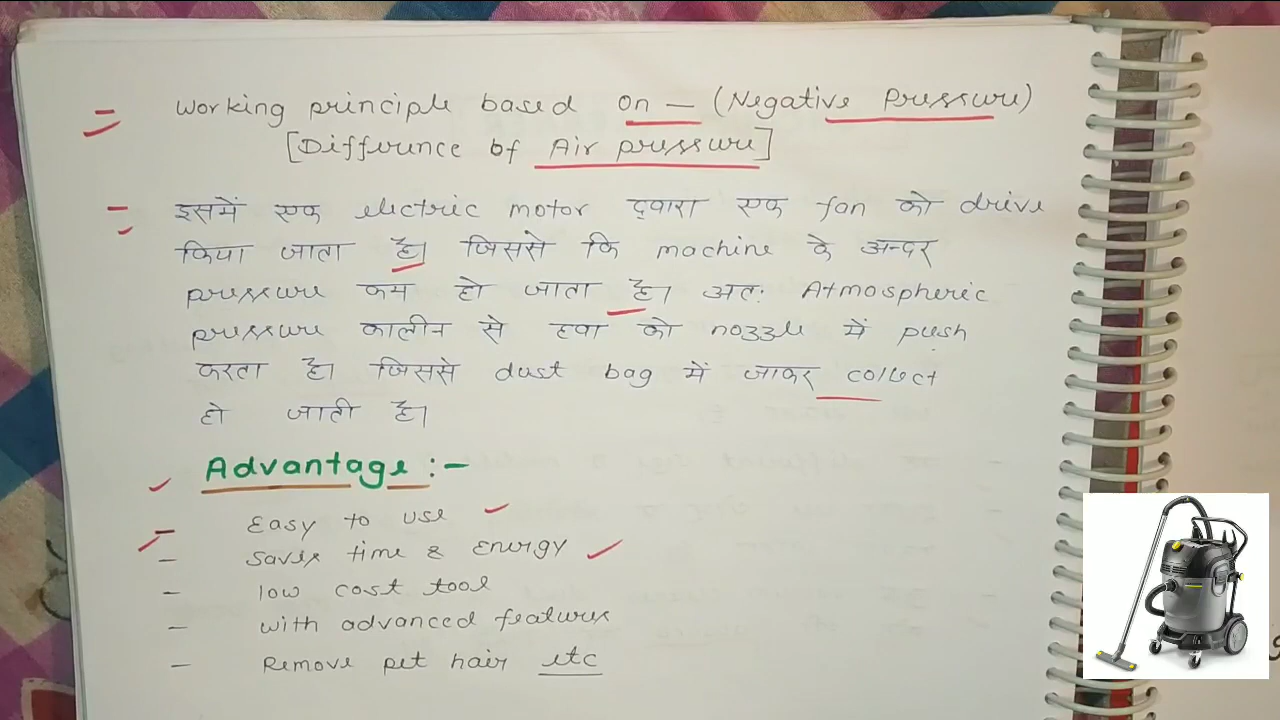 Working principle based on — (Negative Pressure)
[Difference of Air pressure]
इसमें एक electric motor द्वारा एक fan को drive
किया जाता है। जिससे कि machine के अन्दर
pressure कम हो जाता है। अतः Atmospheric
pressure कालीन से हवा को nozzle में push
करता है। जिससे dust bag में जाकर collect
हो जाती है।
Advantage :-
- Easy to use
- Saves time & Energy
- low cost tool
- with advanced features
- Remove pet hair etc